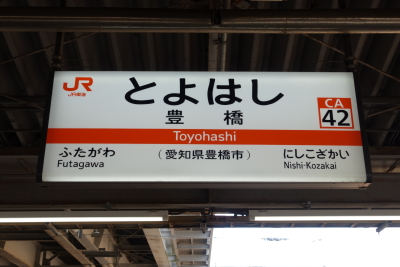 JR
JR東海
とよはし
豊橋
CA
42
Toyohashi
ふたがわ
Futagawa
(愛知県豊橋市)
にしこざかい
Nishi-Kozakai